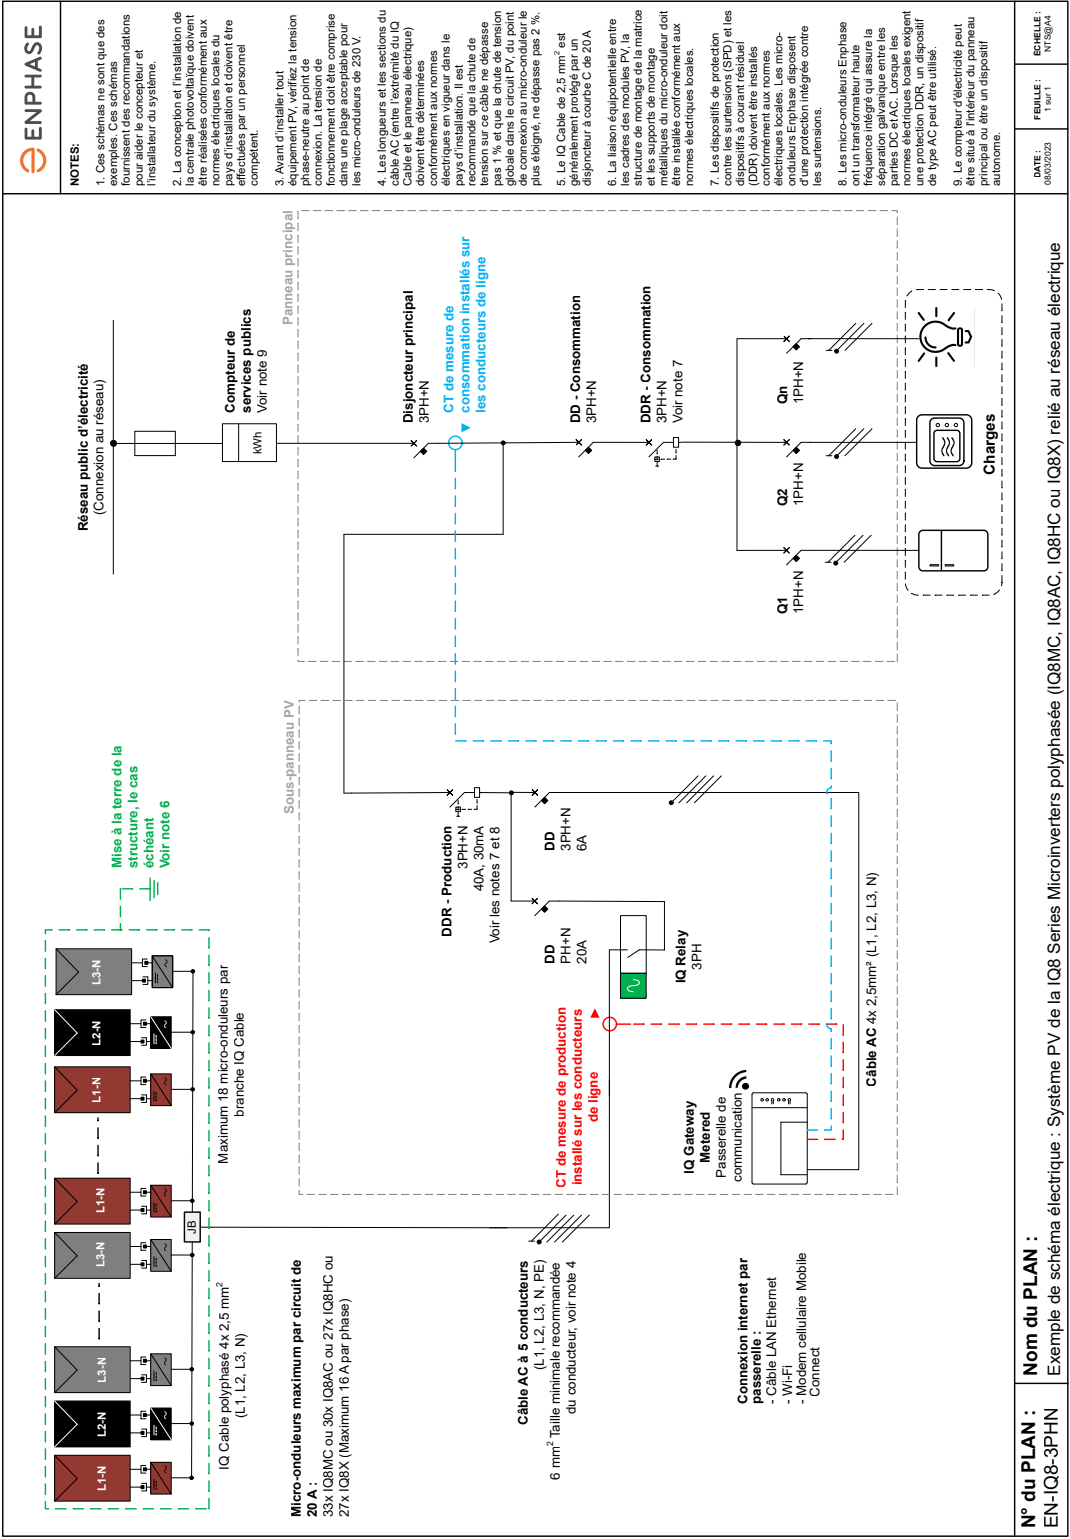 ENPHASE
NOTES:
1. Ces schémas ne sont que des
exemples. Ces schémas
fournissent des recommandations
pour aider le concepteur et
l'installateur du système.
2. La conception et l'installation de
la centrale photovoltaïque doivent
être réalisées conformément aux
normes électriques locales du
pays d'installation et doivent être
effectuées par un personnel
compétent.
3. Avant d'installer tout
équipement PV, vérifiez la tension
phase-neutre au point de
connexion. La tension de
fonctionnement doit être comprise
dans une plage acceptable pour
les micro-onduleurs de 230 V.
4. Les longueurs et les sections du
câble AC (entre l'extrémité du IQ
Cable et le panneau électrique)
doivent être déterminées
conformément aux normes
électriques en vigueur dans le
pays d'installation. Il est
recommandé que la chute de
tension sur ce câble ne dépasse
pas 1 % et que la chute de tension
globale dans le circuit PV, du point
de connexion au micro-onduleur le
plus éloigné, ne dépasse pas 2 %.
5. Le IQ Cable de 2,5 mm² est
généralement protégé par un
disjoncteur à courbe C de 20 A
6. La liaison équipotentielle entre
les cadres des modules PV, la
structure de montage de la matrice
et les supports de montage
métalliques du micro-onduleur doit
être installée conformément aux
normes électriques locales.
7. Les dispositifs de protection
contre les surtensions (SPD) et les
dispositifs à courant résiduel
(DDR) doivent être installés
conformément aux normes
électriques locales. Les micro-
onduleurs Enphase disposent
d'une protection intégrée contre
les surtensions.
8. Les micro-onduleurs Enphase
ont un transformateur haute
fréquence intégré qui assure la
séparation galvanique entre les
parties DC et AC. Lorsque les
normes électriques locales exigent
une protection DDR, un dispositif
de type AC peut être utilisé.
9. Le compteur d'électricité peut
être situé à l'intérieur du panneau
principal ou être un dispositif
autonome.
DATE :
08/03/2023
FEUILLE :
1 sur 1
ECHELLE :
NTS@A4
Réseau public d'électricité
(Connexion au réseau)
Compteur de
services publics
Voir note 9
kWh
Panneau principal
Disjoncteur principal
3PH+N
CT de mesure de
consommation installés sur
les conducteurs de ligne
DD - Consommation
3PH+N
DDR - Consommation
3PH+N
Voir note 7
Q1
1PH+N
Q2
1PH+N
Qn
1PH+N
Charges
Mise à la terre de la
structure, le cas
échéant
Voir note 6
Sous-panneau PV
DDR - Production
3PH+N
40A, 30mA
Voir les notes 7 et 8
DD
PH+N
20A
DD
3PH+N
6A
IQ Relay
3PH
CT de mesure de production
installé sur les conducteurs
de ligne
IQ Gateway
Metered
Passerelle de
communication
Câble AC 4x 2,5mm² (L1, L2, L3, N)
L1-N
L2-N
L3-N
L3-N
L1-N
L1-N
L2-N
L3-N
JB
IQ Cable polyphasé 4x 2,5 mm²
(L1, L2, L3, N)
Maximum 18 micro-onduleurs par
branche IQ Cable
Micro-onduleurs maximum par circuit de
20 A :
33x IQ8MC ou 30x IQ8AC ou 27x IQ8HC ou
27x IQ8X (Maximum 16 A par phase)
Câble AC à 5 conducteurs
(L1, L2, L3, N, PE)
6 mm² Taille minimale recommandée
du conducteur, voir note 4
Connexion internet par
passerelle :
- Câble LAN Ethernet
- Wi-Fi
- Modem cellulaire Mobile
Connect
N° du PLAN :
EN-IQ8-3PHN
Nom du PLAN :
Exemple de schéma électrique : Système PV de la IQ8 Series Microinverters polyphasée (IQ8MC, IQ8AC, IQ8HC ou IQ8X) relié au réseau électrique